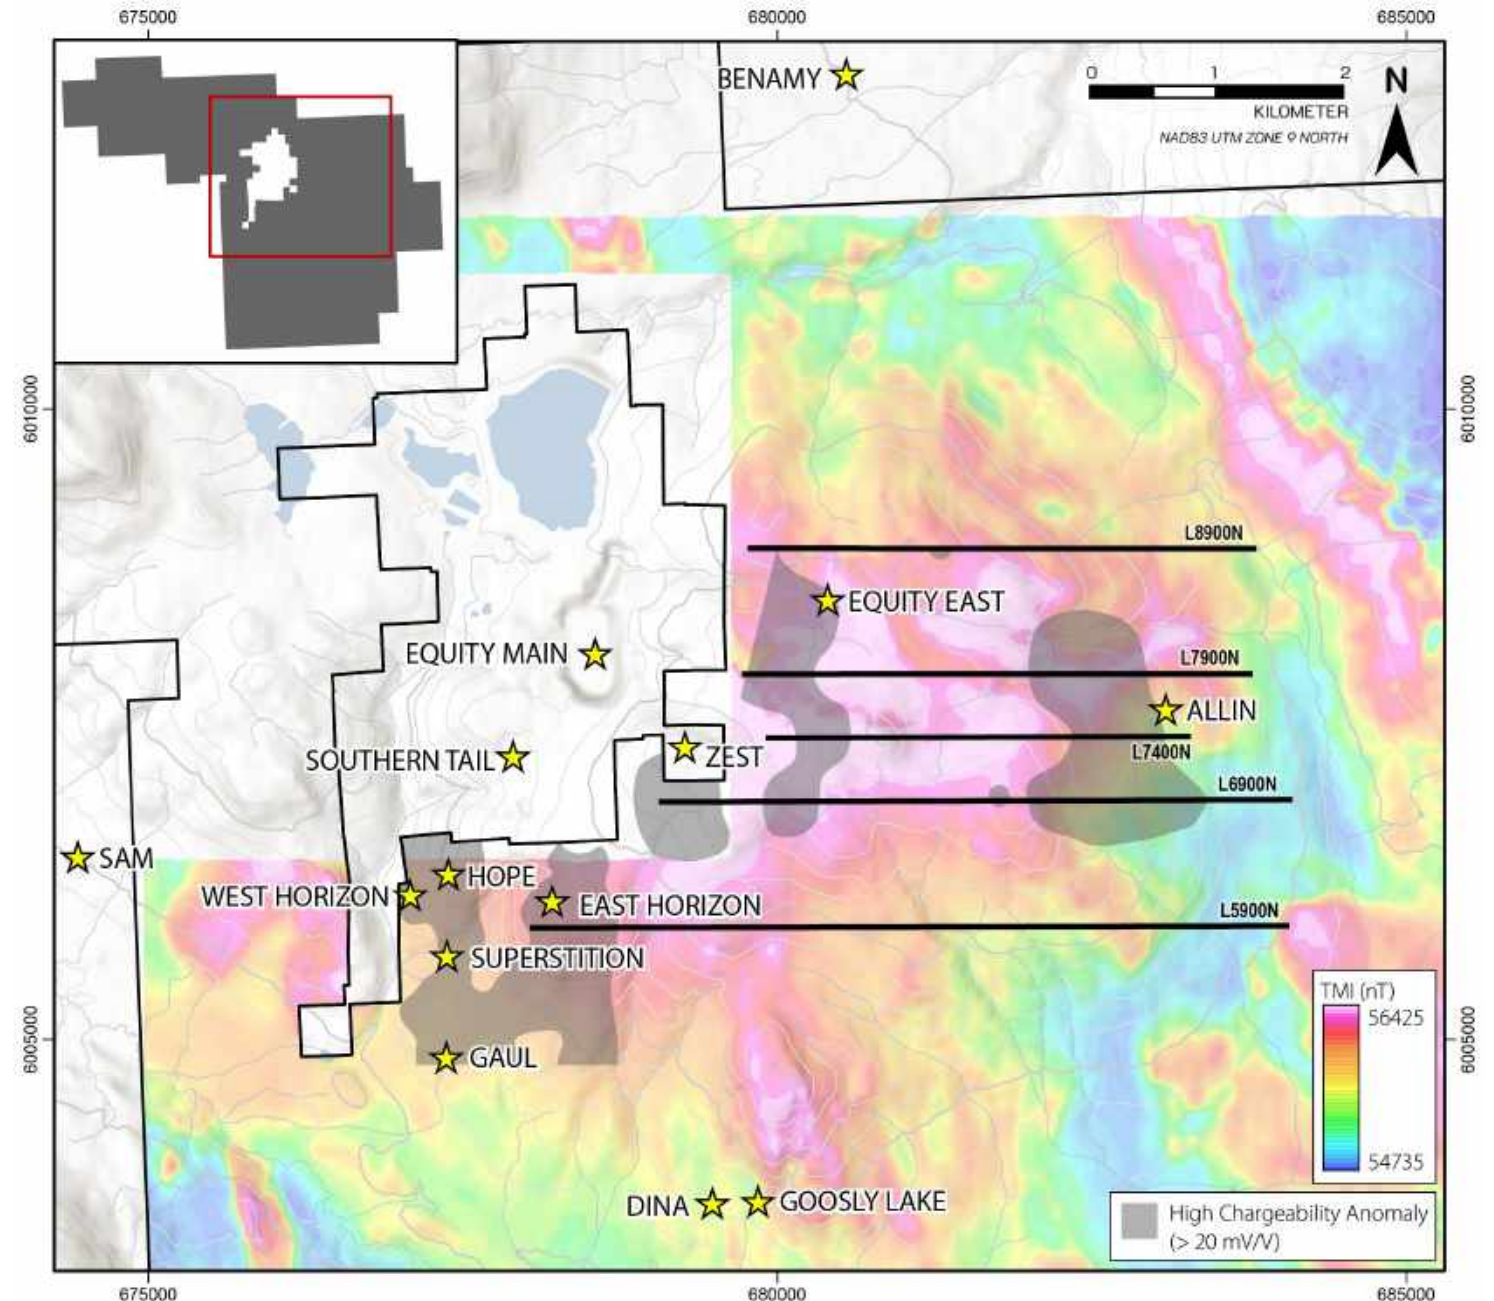 675000
680000
685000
BENAMY
0 1 2
KILOMETER
NAD83 UTM ZONE 9 NORTH
N
6010000
6010000
L8900N
EQUITY EAST
EQUITY MAIN
L7900N
ALLIN
SOUTHERN TAIL
ZEST
L7400N
L6900N
SAM
HOPE
WEST HORIZON
EAST HORIZON
L5900N
SUPERSTITION
TMI (nT)
56425
6005000
6005000
GAUL
54735
DINA
GOOSLY LAKE
High Chargeability Anomaly
(> 20 mV/V)
675000
680000
685000